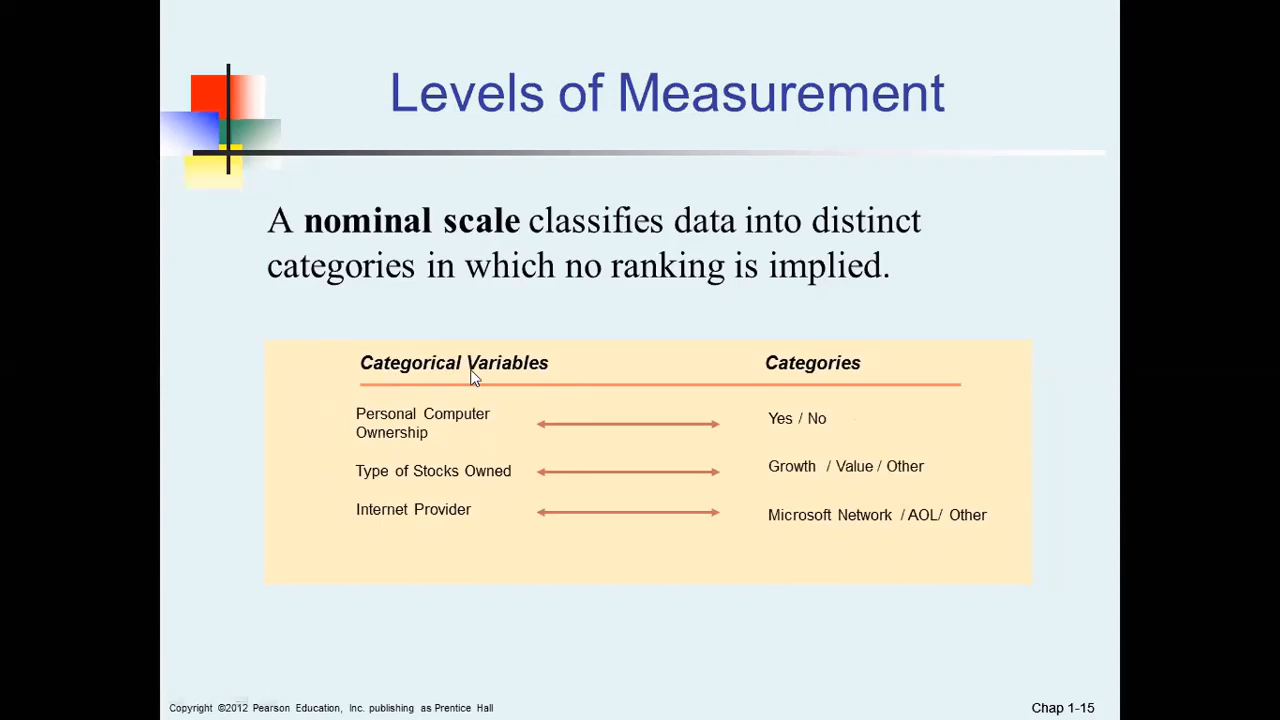 Levels of Measurement
A nominal scale classifies data into distinct
categories in which no ranking is implied.
Categorical Variables Categories
Personal Computer
Ownership
Yes / No
Type of Stocks Owned
Growth / Value / Other
Internet Provider
Microsoft Network / AOL/ Other
Copyright ©2012 Pearson Education, Inc. publishing as Prentice Hall
Chap 1-15